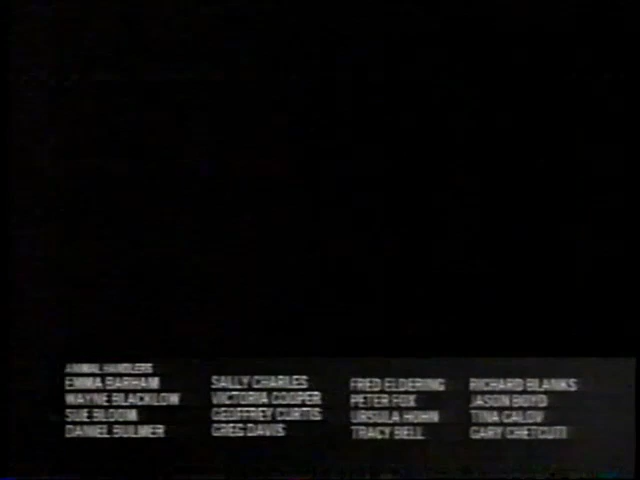 ANIMAL HANDLERS
EMMA BARHAM
WAYNE BLACKLOW
SUE BLOOM
DANIEL BULMER
SALLY CHARLES
VICTORIA COOPER
GEOFFREY CURTIS
GREG DAVIS
FRED ELDERING
PETER FOX
URSULA HOHN
TRACY BELL
RICHARD BLANKS
JASON BOYD
TINA CALOV
GARY CHETCUTI